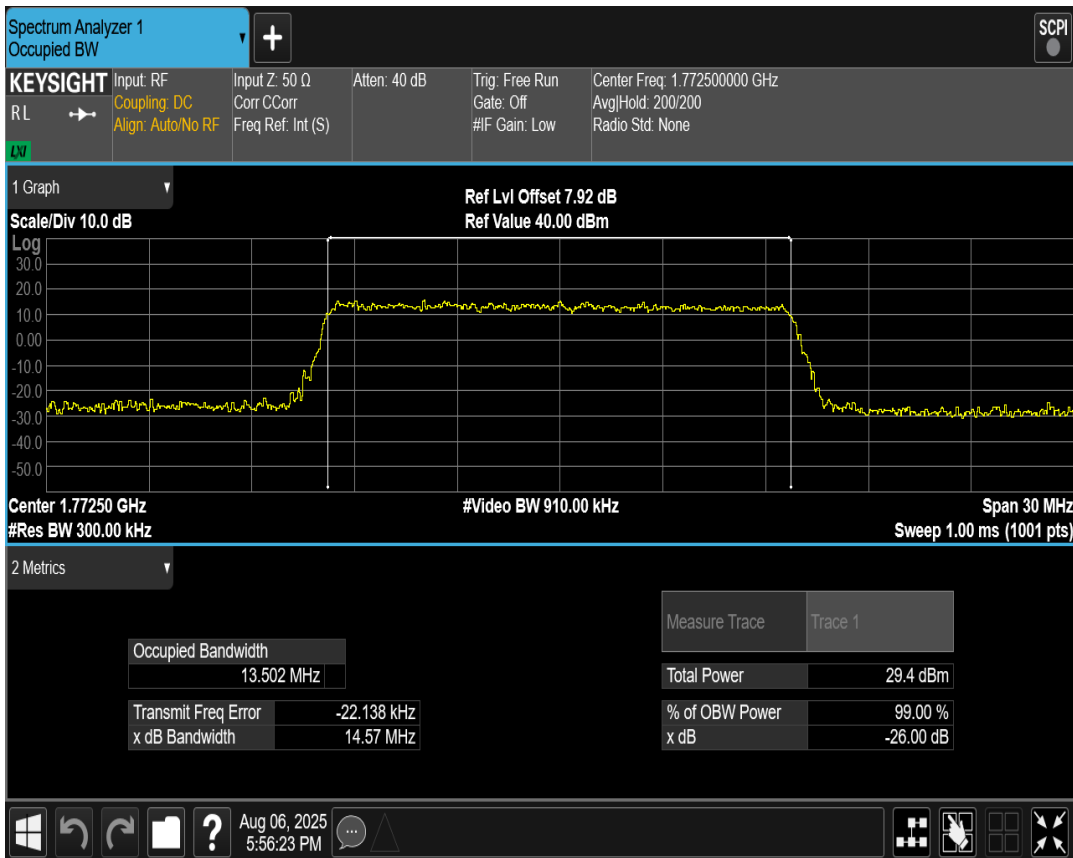 Spectrum Analyzer 1
Occupied BW
+
SCPI
KEYSIGHT
RL
LXI
Input: RF
Coupling: DC
Align: Auto/No RF
Input Z: 50 Ω
Corr CCorr
Freq Ref: Int (S)
Atten: 40 dB
Trig: Free Run
Gate: Off
#IF Gain: Low
Center Freq: 1.772500000 GHz
Avg|Hold: 200/200
Radio Std: None
1 Graph
Scale/Div 10.0 dB
Ref Lvl Offset 7.92 dB
Ref Value 40.00 dBm
Log
30.0
20.0
10.0
0.00
-10.0
-20.0
-30.0
-40.0
-50.0
Center 1.77250 GHz
#Video BW 910.00 kHz
Span 30 MHz
#Res BW 300.00 kHz
Sweep 1.00 ms (1001 pts)
2 Metrics
Measure Trace Trace 1
Occupied Bandwidth
13.502 MHz
Total Power 29.4 dBm
Transmit Freq Error -22.138 kHz
% of OBW Power 99.00 %
x dB Bandwidth 14.57 MHz
x dB -26.00 dB
?
Aug 06, 2025
5:56:23 PM